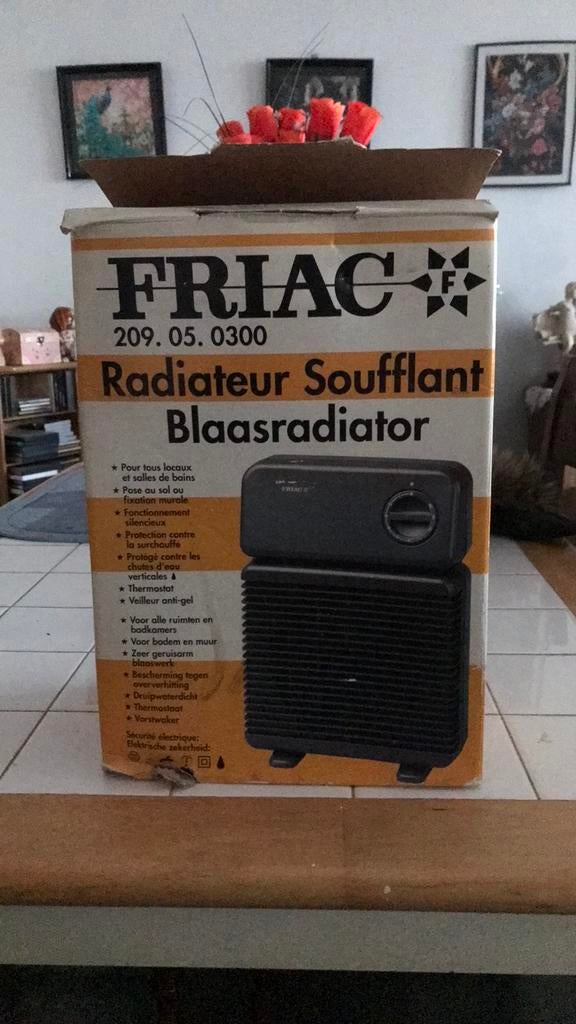 FRIAC
F
209. 05. 0300
Radiateur Soufflant
Blaasradiator
★ Pour tous locaux
et salles de bains
★ Pose au sol ou
fixation murale
★ Fonctionnement
silencieux
★ Protection contre
la surchauffe
★ Protégé contre les
chutes d'eau
verticales
★ Thermostat
★ Veilleur anti-gel
★ Voor alle ruimten en
badkamers
★ Voor bodem en muur
★ Zeer geruisarm
blaaswerk
★ Bescherming tegen
oververhitting
★ Druipwaterdicht
★ Thermostaat
★ Vorstwaker
Sécurité électrique:
Elektrische zekerheid:
FRIAC